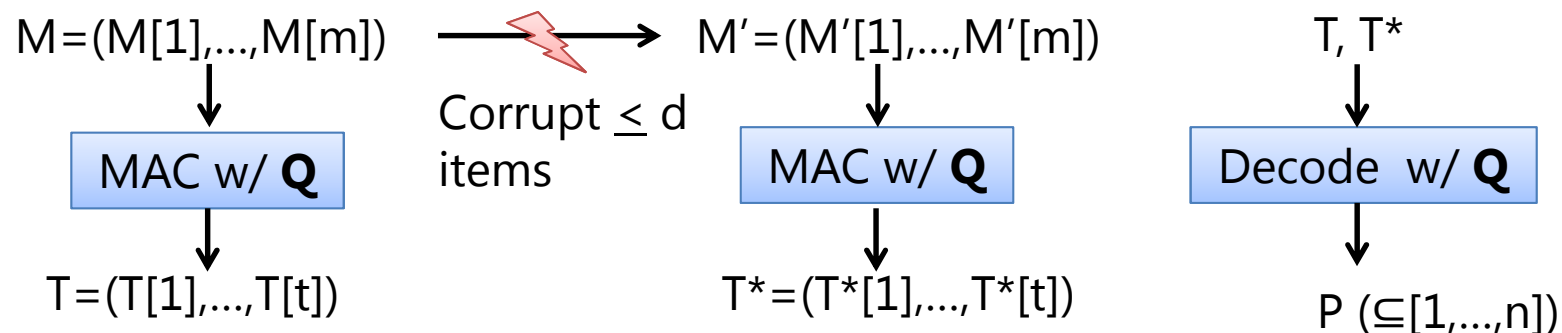 M=(M[1],...,M[m])
M'=(M'[1],...,M'[m])
T, T*
Corrupt < d
items
MAC w/ Q
MAC w/ Q
Decode w/ Q
T=(T[1],...,T[t])
T*=(T*[1],...,T*[t])
P (⊆[1,...,n])